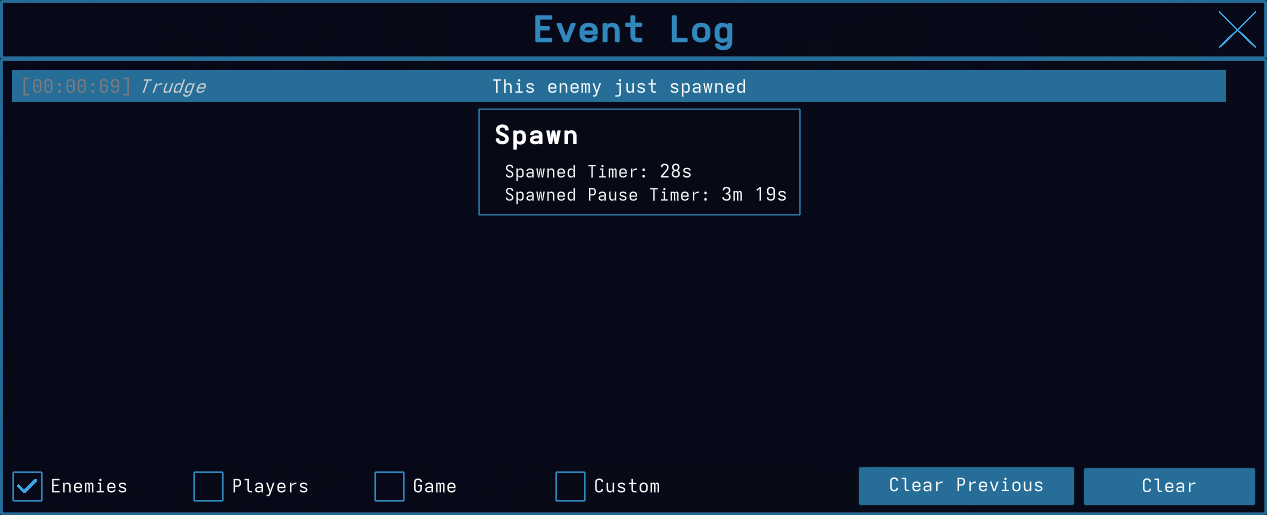 Event Log
[00:00:69] Trudge This enemy just spawned
Spawn
Spawned Timer: 28s
Spawned Pause Timer: 3m 19s
Enemies Players Game Custom Clear Previous Clear